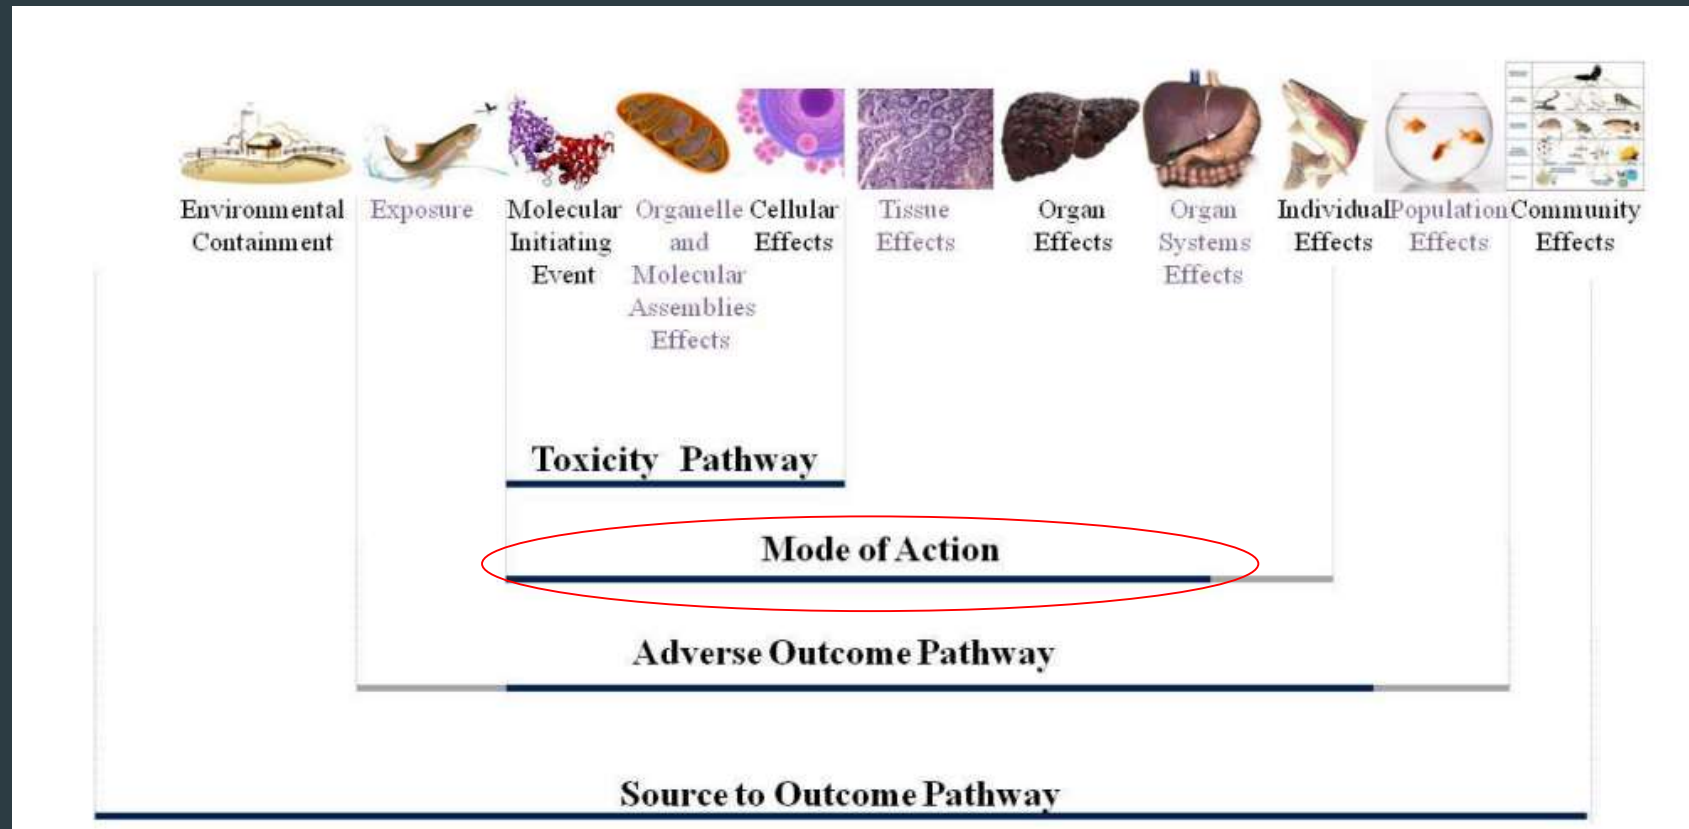 Environmental
Containment
Exposure
Molecular
Initiating
Event
Organelle
and
Molecular
Assemblies
Effects
Cellular
Effects
Tissue
Effects
Organ
Effects
Organ
Systems
Effects
Individual
Effects
Population
Effects
Community
Effects
Toxicity Pathway
Mode of Action
Adverse Outcome Pathway
Source to Outcome Pathway